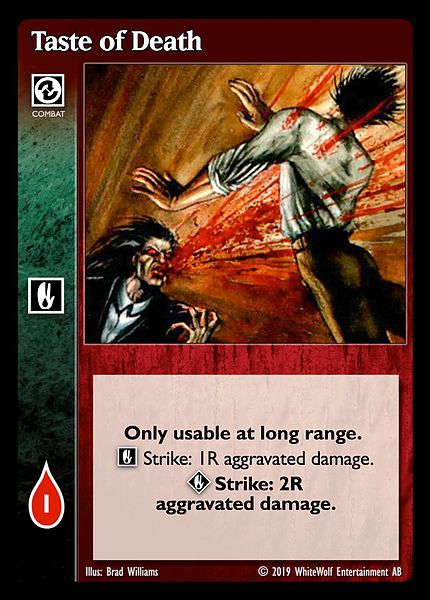 Taste of Death
COMBAT
Only usable at long range.
Strike: 1R aggravated damage.
Strike: 2R
aggravated damage.
1
Illus: Brad Williams
© 2019 WhiteWolf Entertainment AB